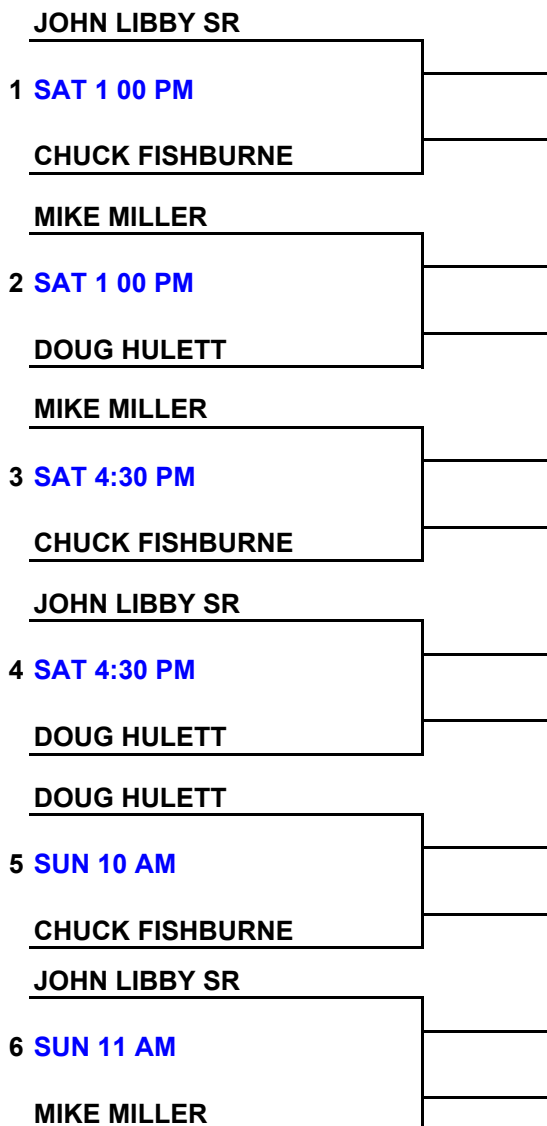 JOHN LIBBY SR
1 SAT 1 00 PM
CHUCK FISHBURNE
MIKE MILLER
2 SAT 1 00 PM
DOUG HULETT
MIKE MILLER
3 SAT 4:30 PM
CHUCK FISHBURNE
JOHN LIBBY SR
4 SAT 4:30 PM
DOUG HULETT
DOUG HULETT
5 SUN 10 AM
CHUCK FISHBURNE
JOHN LIBBY SR
6 SUN 11 AM
MIKE MILLER